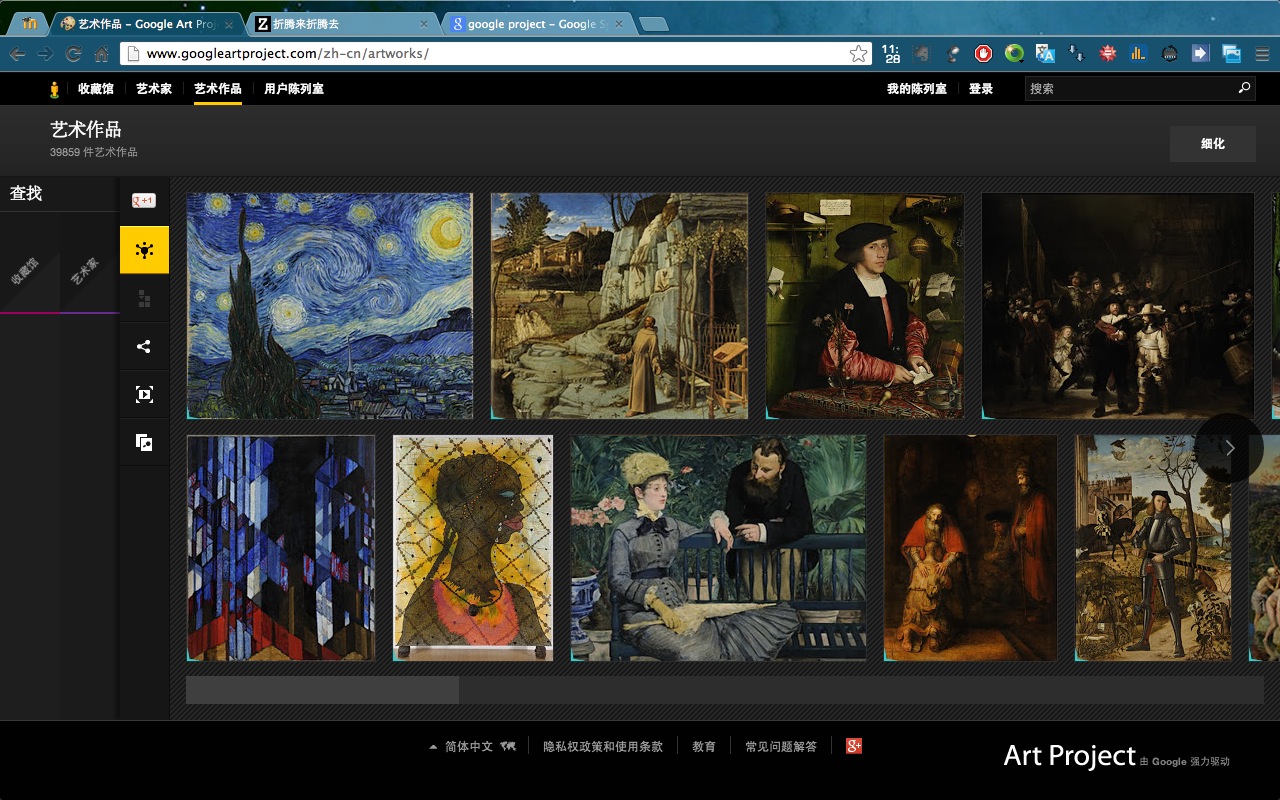 艺术作品 – Google Art Proj
折腾来折腾去
google project – Google S
www.googleartproject.com/zh-cn/artworks/
11:
28
收藏馆
艺术家
艺术作品
用户陈列室
我的陈列室
登录
搜索
艺术作品
39859 件艺术作品
细化
查找
+1
收藏馆
艺术家
简体中文
隐私权政策和使用条款
教育
常见问题解答
g+
Art Project 由 Google 强力驱动